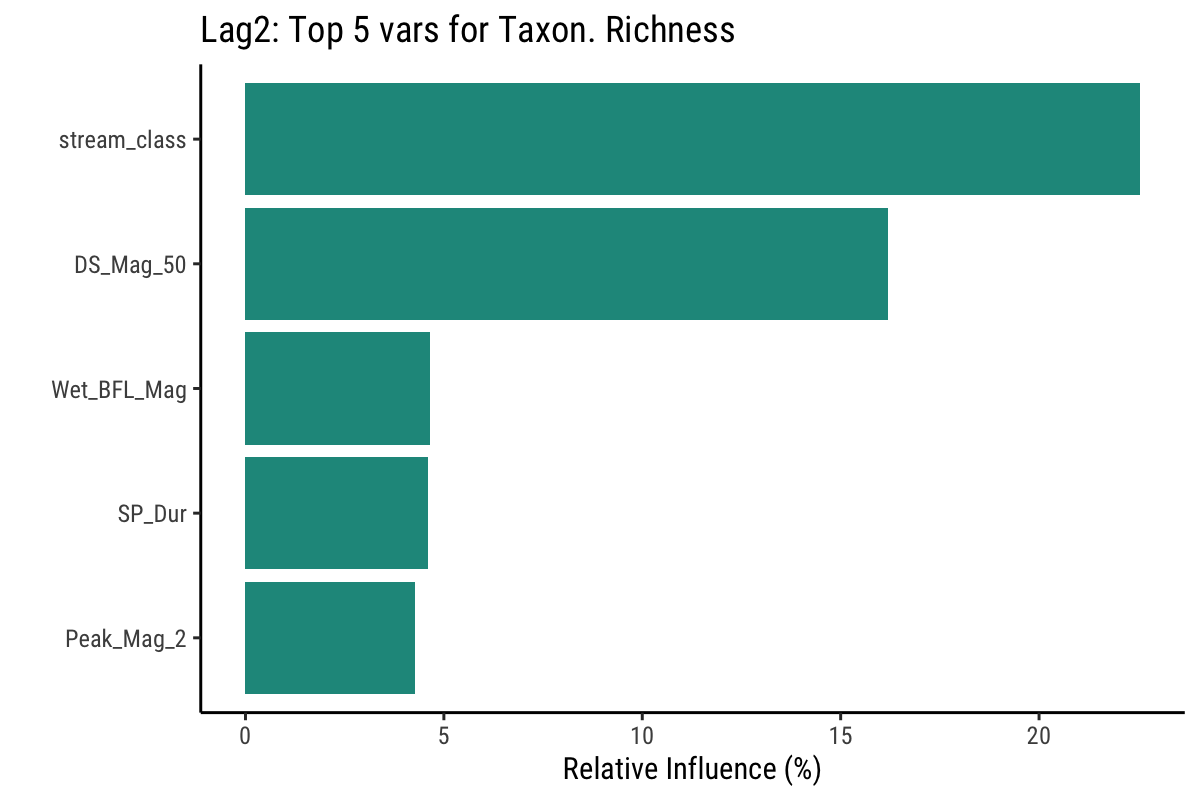 Lag2: Top 5 vars for Taxon. Richness
stream_class
DS_Mag_50
Wet_BFL_Mag
SP_Dur
Peak_Mag_2
0 5 10 15 20
Relative Influence (%)